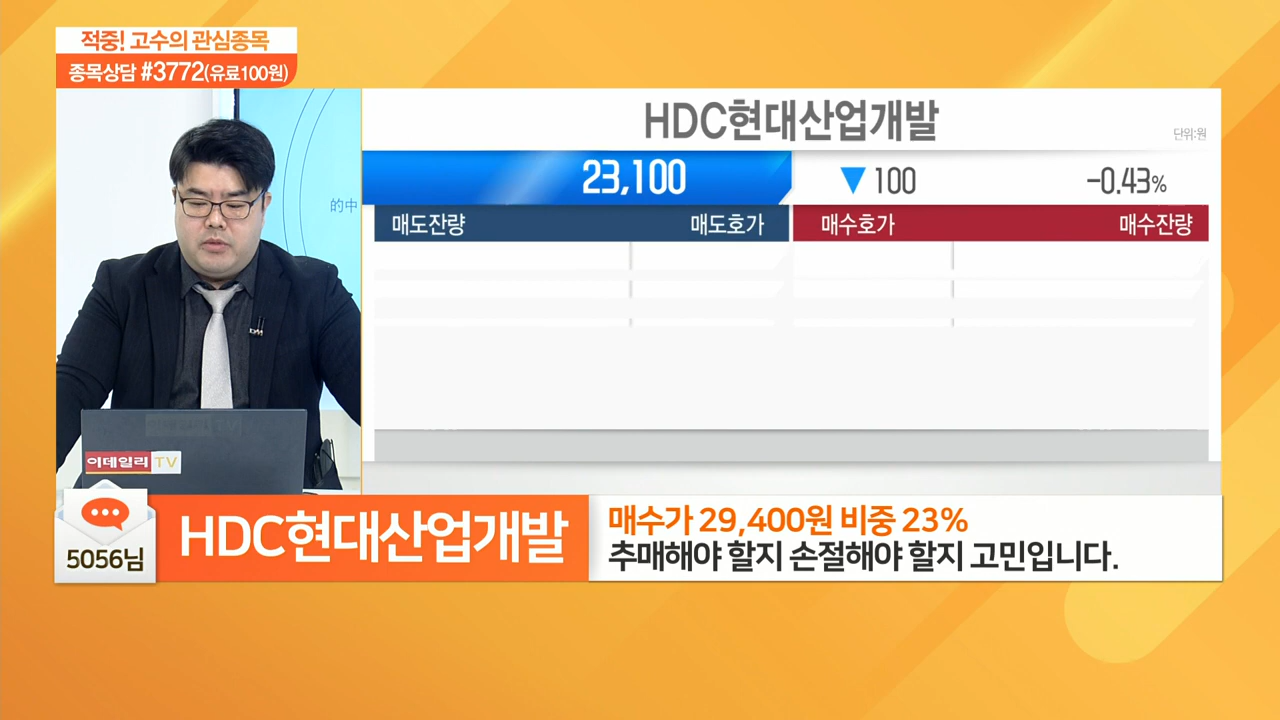 적중! 고수의 관심종목
종목상담 #3772(유료100원)
HDC현대산업개발
단위:원
23,100
▼ 100
-0.43%
매도잔량 매도호가 매수호가 매수잔량
的中
이데일리 TV
5056님
HDC현대산업개발
매수가 29,400원 비중 23%
추매해야 할지 손절해야 할지 고민입니다.